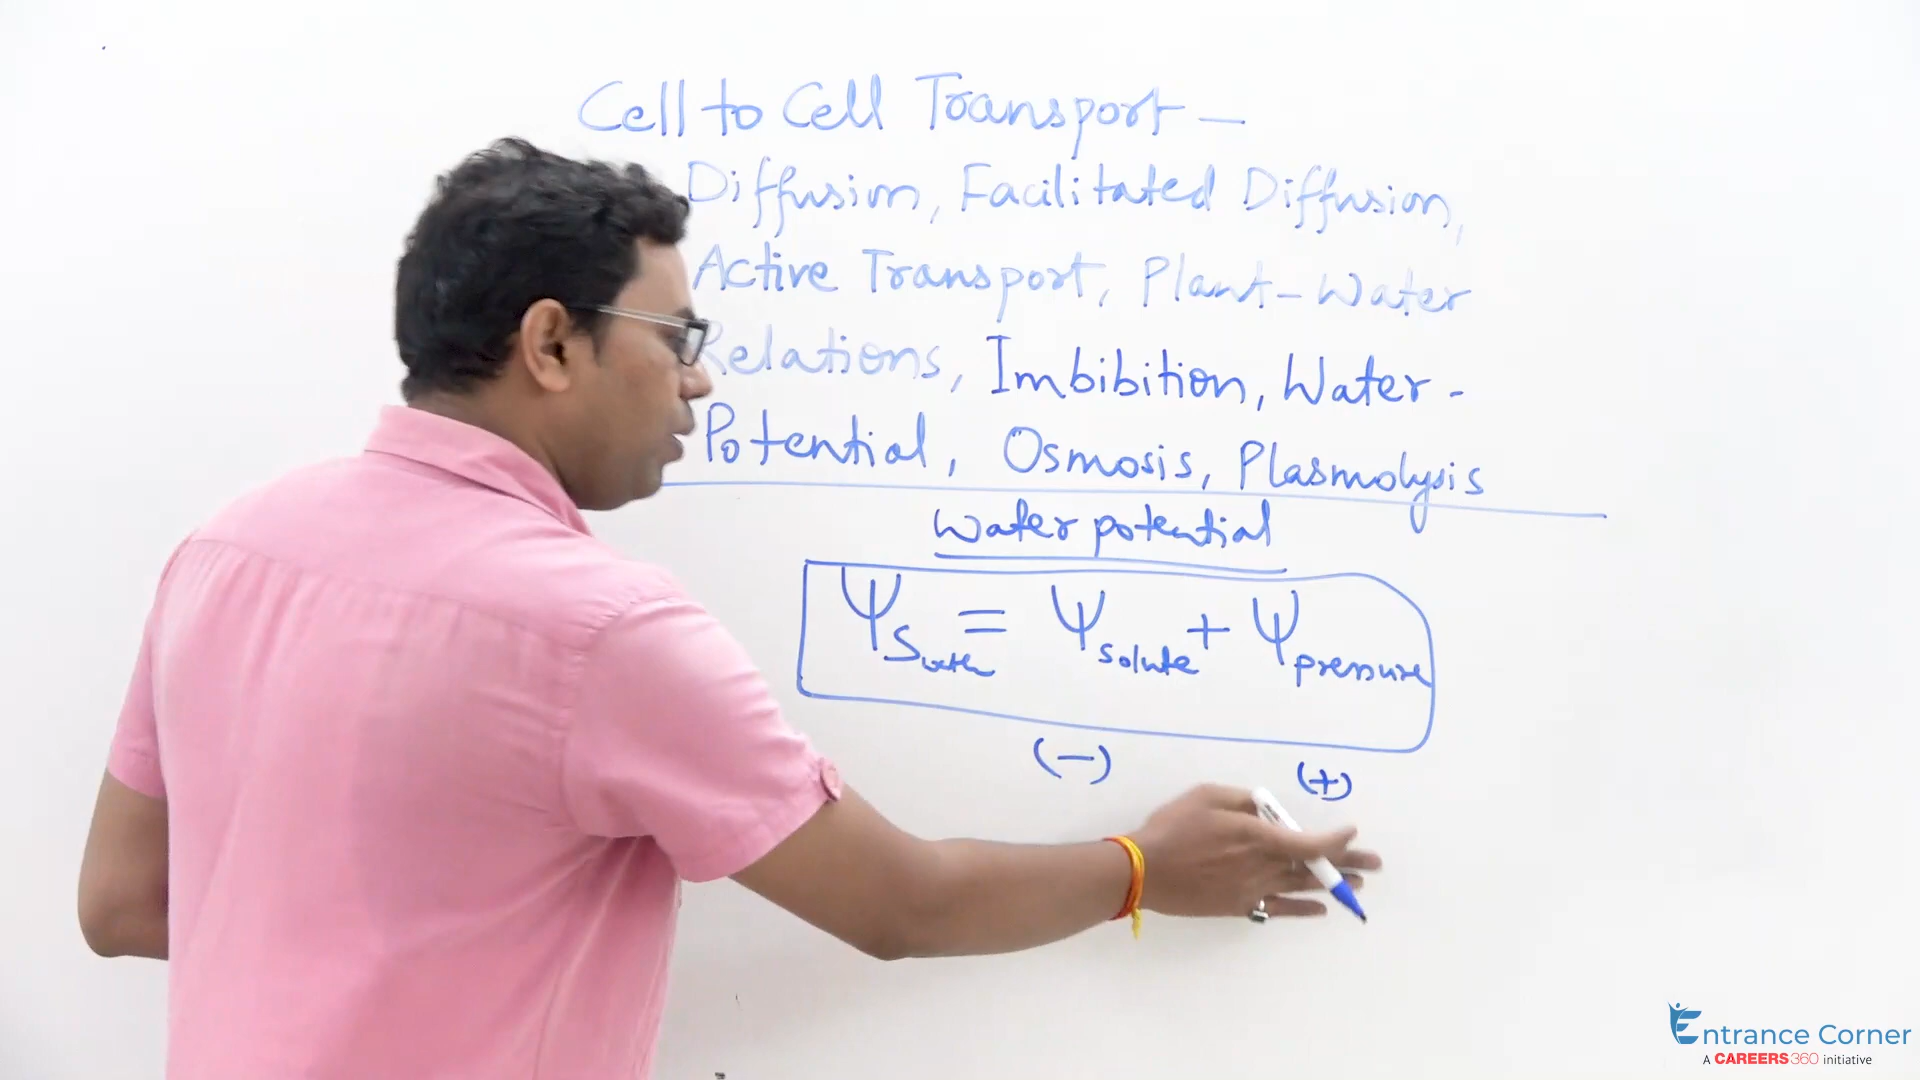 Cell to Cell Transport -
Diffusion, Facilitated Diffusion,
Active Transport, Plant-Water
Relations, Imbibition, Water-
Potential, Osmosis, Plasmolysis
Water potential
Ψ = Ψsolute + Ψpressure
(-) (+)
Entrance Corner
A CAREERS360 initiative